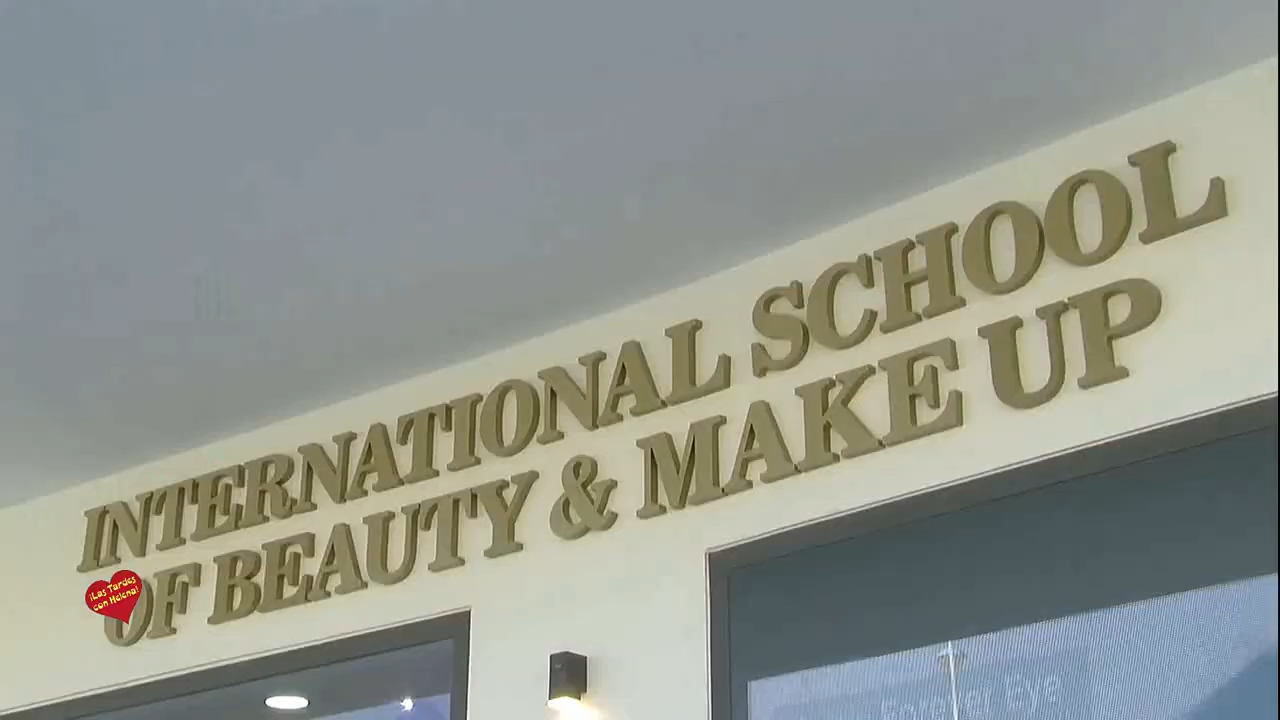 INTERNATIONAL SCHOOL
OF BEAUTY & MAKE UP
¡Las Tardes
con Helena!